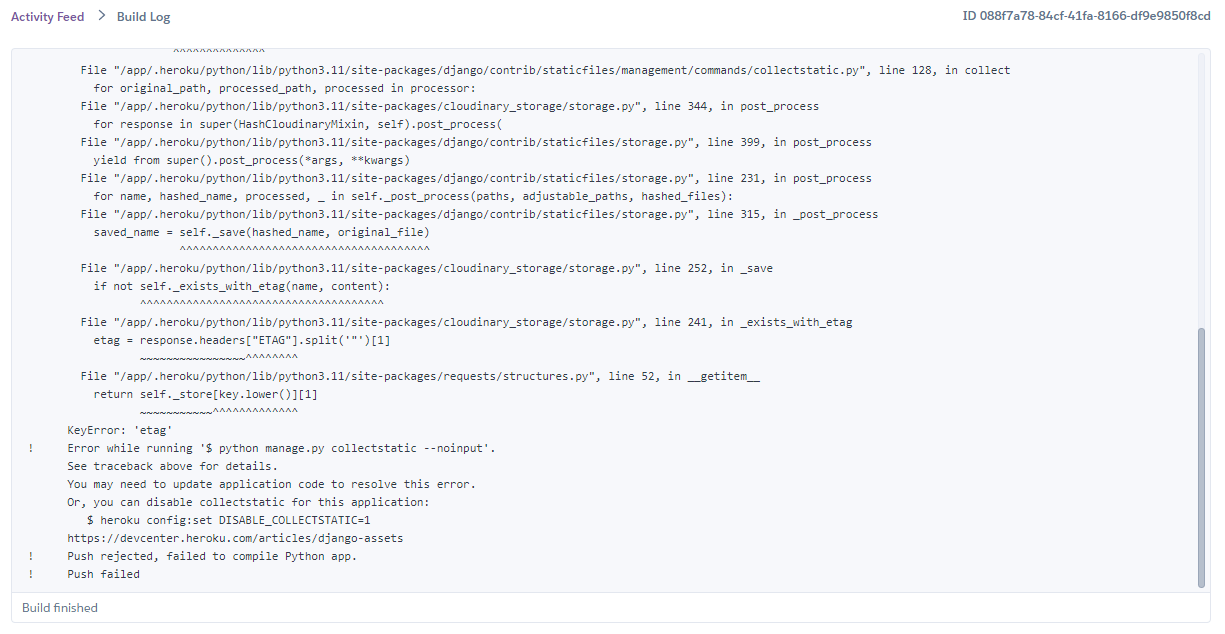 Activity Feed > Build Log
ID 088f7a78-84cf-41fa-8166-df9e9850f8cd
^^^^^^^^^^^^^^
File "/app/.heroku/python/lib/python3.11/site-packages/django/contrib/staticfiles/management/commands/collectstatic.py", line 128, in collect
for original_path, processed_path, processed in processor:
File "/app/.heroku/python/lib/python3.11/site-packages/cloudinary_storage/storage.py", line 344, in post_process
for response in super(HashCloudinaryMixin, self).post_process(
File "/app/.heroku/python/lib/python3.11/site-packages/django/contrib/staticfiles/storage.py", line 399, in post_process
yield from super().post_process(*args, **kwargs)
File "/app/.heroku/python/lib/python3.11/site-packages/django/contrib/staticfiles/storage.py", line 231, in post_process
for name, hashed_name, processed, _ in self._post_process(paths, adjustable_paths, hashed_files):
File "/app/.heroku/python/lib/python3.11/site-packages/django/contrib/staticfiles/storage.py", line 315, in _post_process
saved_name = self._save(hashed_name, original_file)
^^^^^^^^^^^^^^^^^^^^^^^^^^^^^^^^^^^^^^
File "/app/.heroku/python/lib/python3.11/site-packages/cloudinary_storage/storage.py", line 252, in _save
if not self._exists_with_etag(name, content):
^^^^^^^^^^^^^^^^^^^^^^^^^^^^^^^^^^^^^
File "/app/.heroku/python/lib/python3.11/site-packages/cloudinary_storage/storage.py", line 241, in _exists_with_etag
etag = response.headers["ETAG"].split('"')[1]
~~~~~~~~~~~~~~~~^^^^^^^^
File "/app/.heroku/python/lib/python3.11/site-packages/requests/structures.py", line 52, in __getitem__
return self._store[key.lower()][1]
~~~~~~~~~~~^^^^^^^^^^^^^
KeyError: 'etag'
! Error while running '$ python manage.py collectstatic --noinput'.
See traceback above for details.
You may need to update application code to resolve this error.
Or, you can disable collectstatic for this application:
$ heroku config:set DISABLE_COLLECTSTATIC=1
https://devcenter.heroku.com/articles/django-assets
! Push rejected, failed to compile Python app.
! Push failed
Build finished